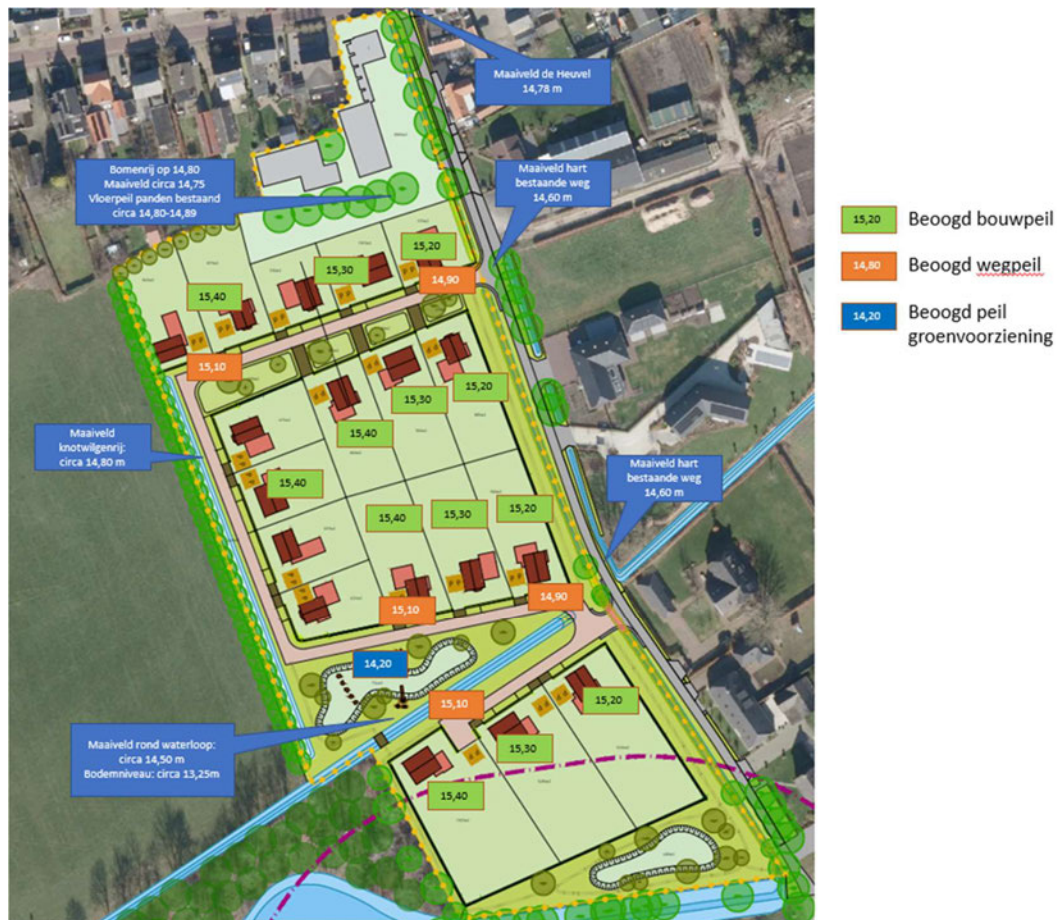 Maaiveld de Heuvel
14,78 m
Bomenrij op 14,80
Maaiveld circa 14,75
Vloerpeil panden bestaand
circa 14,80-14,89
Maaiveld hart
bestaande weg
14,60 m
15,20
Beoogd bouwpeil
14,80
Beoogd wegpeil
14,20
Beoogd peil
groenvoorziening
15,20
15,30
14,90
15,40
15,10
15,20
15,30
15,40
Maaiveld
knotwilgenrij:
circa 14,80 m
Maaiveld hart
bestaande weg
14,60 m
15,40
15,20
15,30
15,40
14,90
15,10
14,20
15,20
15,10
Maaiveld rond waterloop:
circa 14,50 m
Bodemniveau: circa 13,25m
15,30
15,40